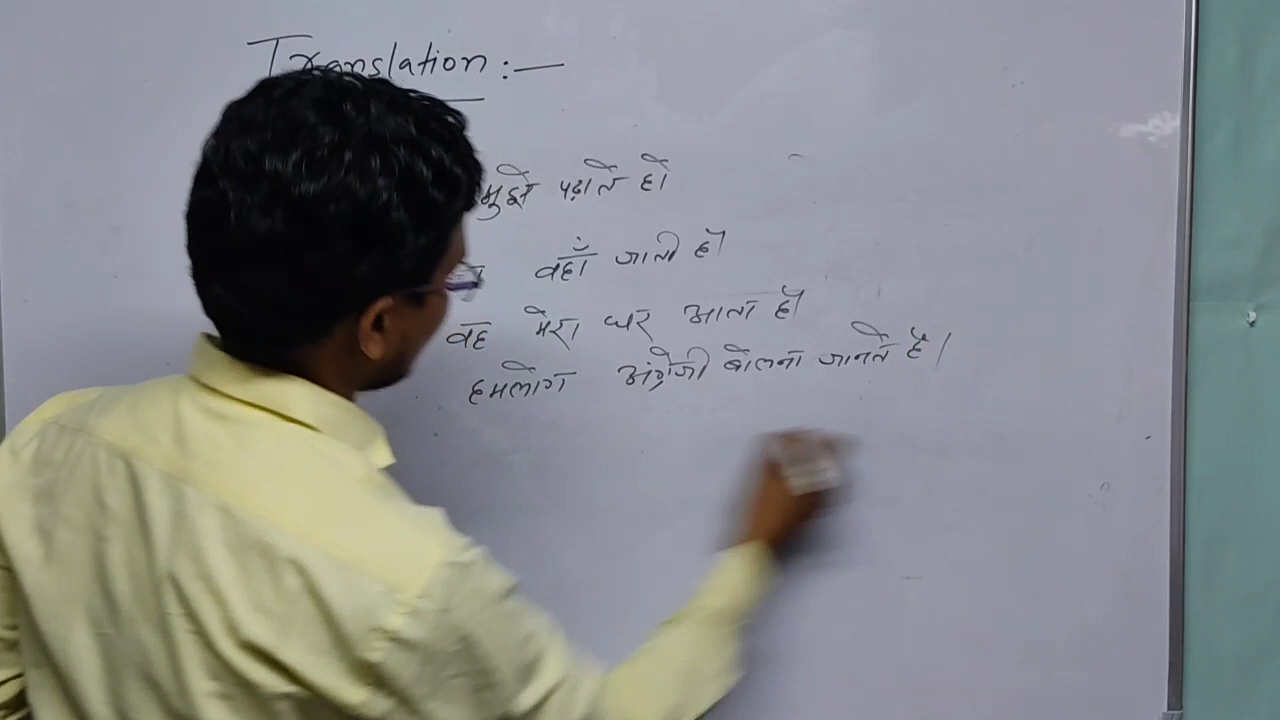 Translation :—
मुझे पढ़ाते हो
वहाँ जाती हो
वह मेरा घर आता हो
हमलोग अंग्रेजी बोलना जानते है।